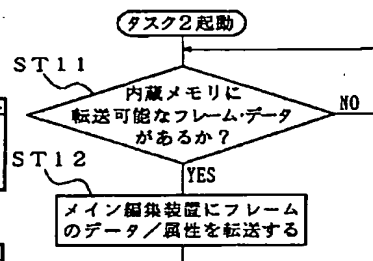 タスク2起動
ST11
内蔵メモリに
転送可能なフレーム・データ
があるか?
NO
ST12
YES
メイン編集装置にフレーム
のデータ/属性を転送する